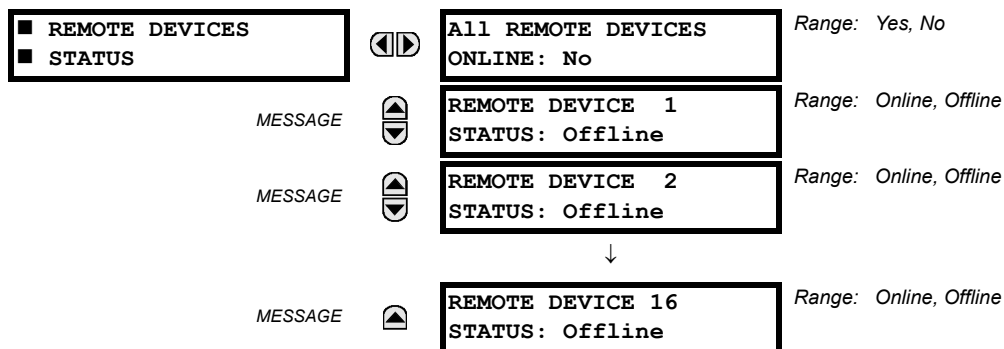 ■ REMOTE DEVICES
■ STATUS
All REMOTE DEVICES
ONLINE: No
Range: Yes, No
MESSAGE
REMOTE DEVICE 1
STATUS: Offline
Range: Online, Offline
MESSAGE
REMOTE DEVICE 2
STATUS: Offline
Range: Online, Offline
↓
MESSAGE
REMOTE DEVICE 16
STATUS: Offline
Range: Online, Offline